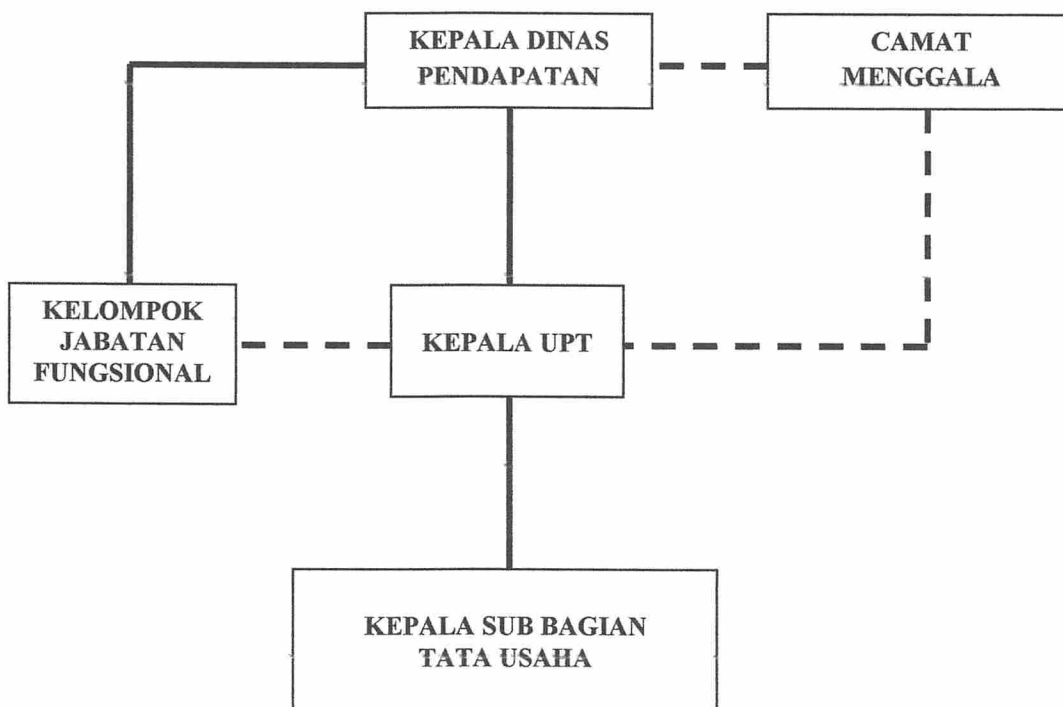 KEPALA DINAS
PENDAPATAN
CAMAT
MENGGALA
KELOMPOK
JABATAN
FUNGSIONAL
KEPALA UPT
KEPALA SUB BAGIAN
TATA USAHA